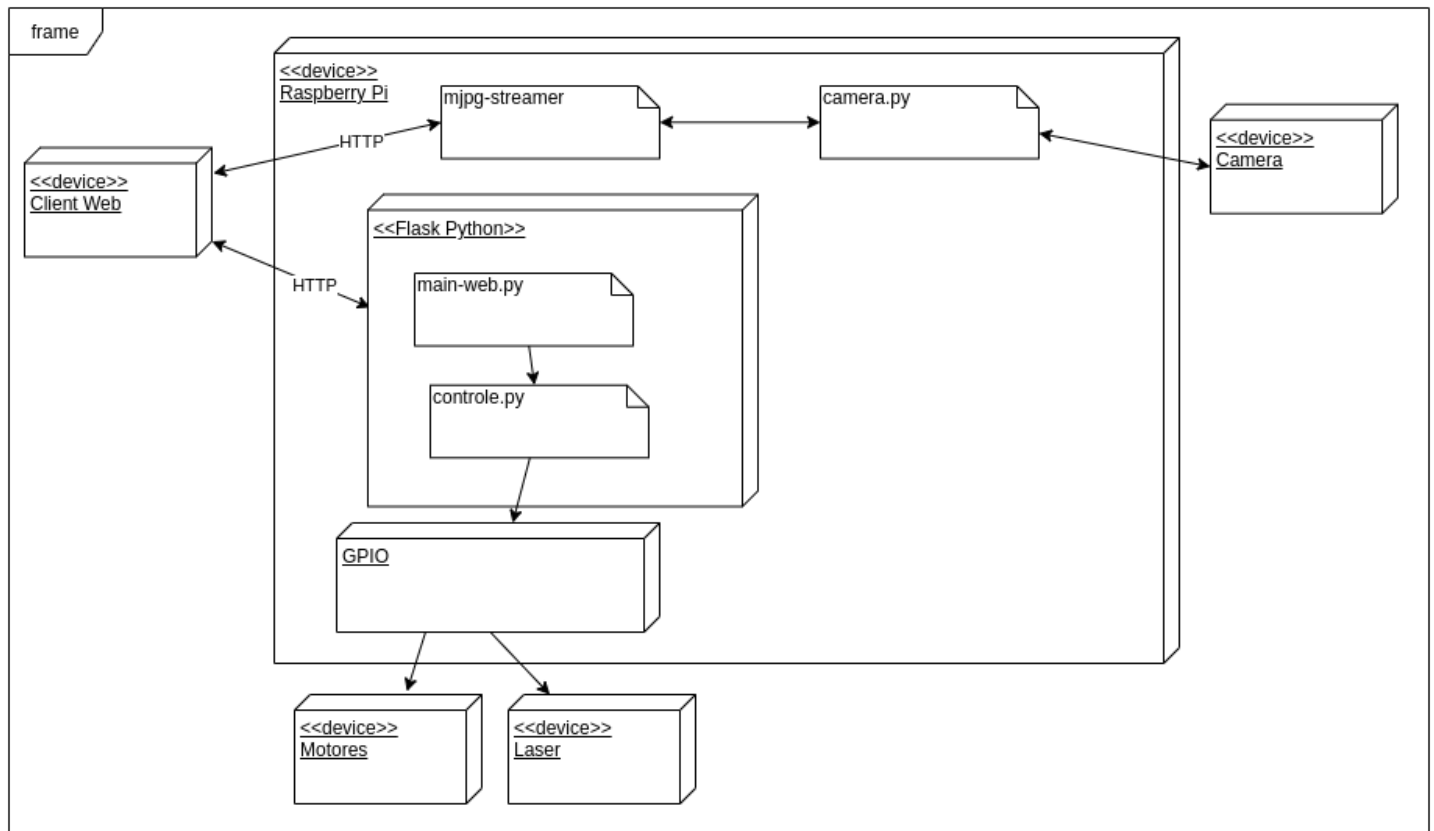 frame
<<device>>
Raspberry Pi
mjpg-streamer
camera.py
<<device>>
Camera
HTTP
<<device>>
Client Web
<<Flask Python>>
HTTP
main-web.py
controle.py
GPIO
<<device>>
Motores
<<device>>
Laser